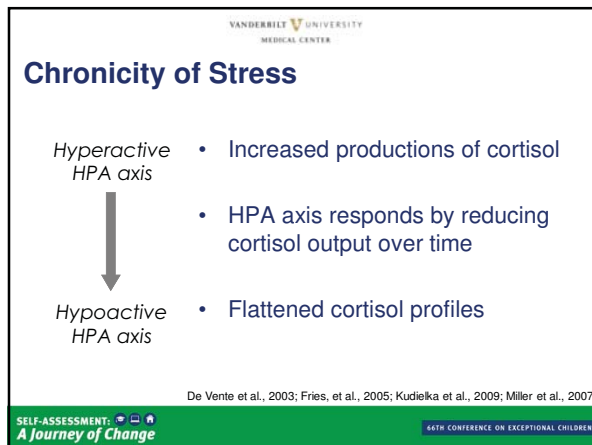 VANDERBILT V UNIVERSITY
MEDICAL CENTER
Chronicity of Stress
Hyperactive
HPA axis
• Increased productions of cortisol
• HPA axis responds by reducing
cortisol output over time
Hypoactive
HPA axis
• Flattened cortisol profiles
De Vente et al., 2003; Fries, et al., 2005; Kudielka et al., 2009; Miller et al., 2007
SELF-ASSESSMENT:
A Journey of Change
66TH CONFERENCE ON EXCEPTIONAL CHILDREN